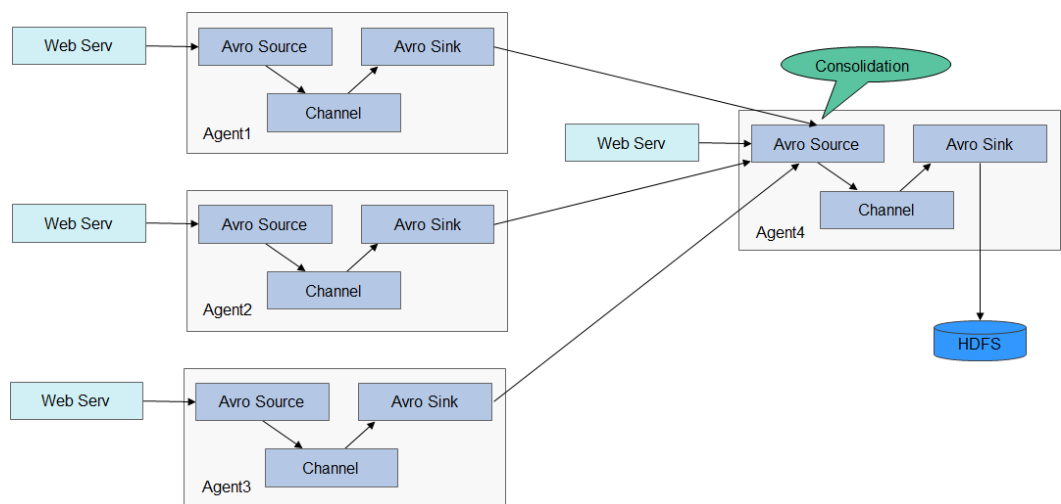 Web Serv
Avro Source
Avro Sink
Channel
Agent1
Consolidation
Web Serv
Avro Source
Avro Sink
Channel
Agent4
Web Serv
Avro Source
Avro Sink
Channel
Agent2
HDFS
Web Serv
Avro Source
Avro Sink
Channel
Agent3